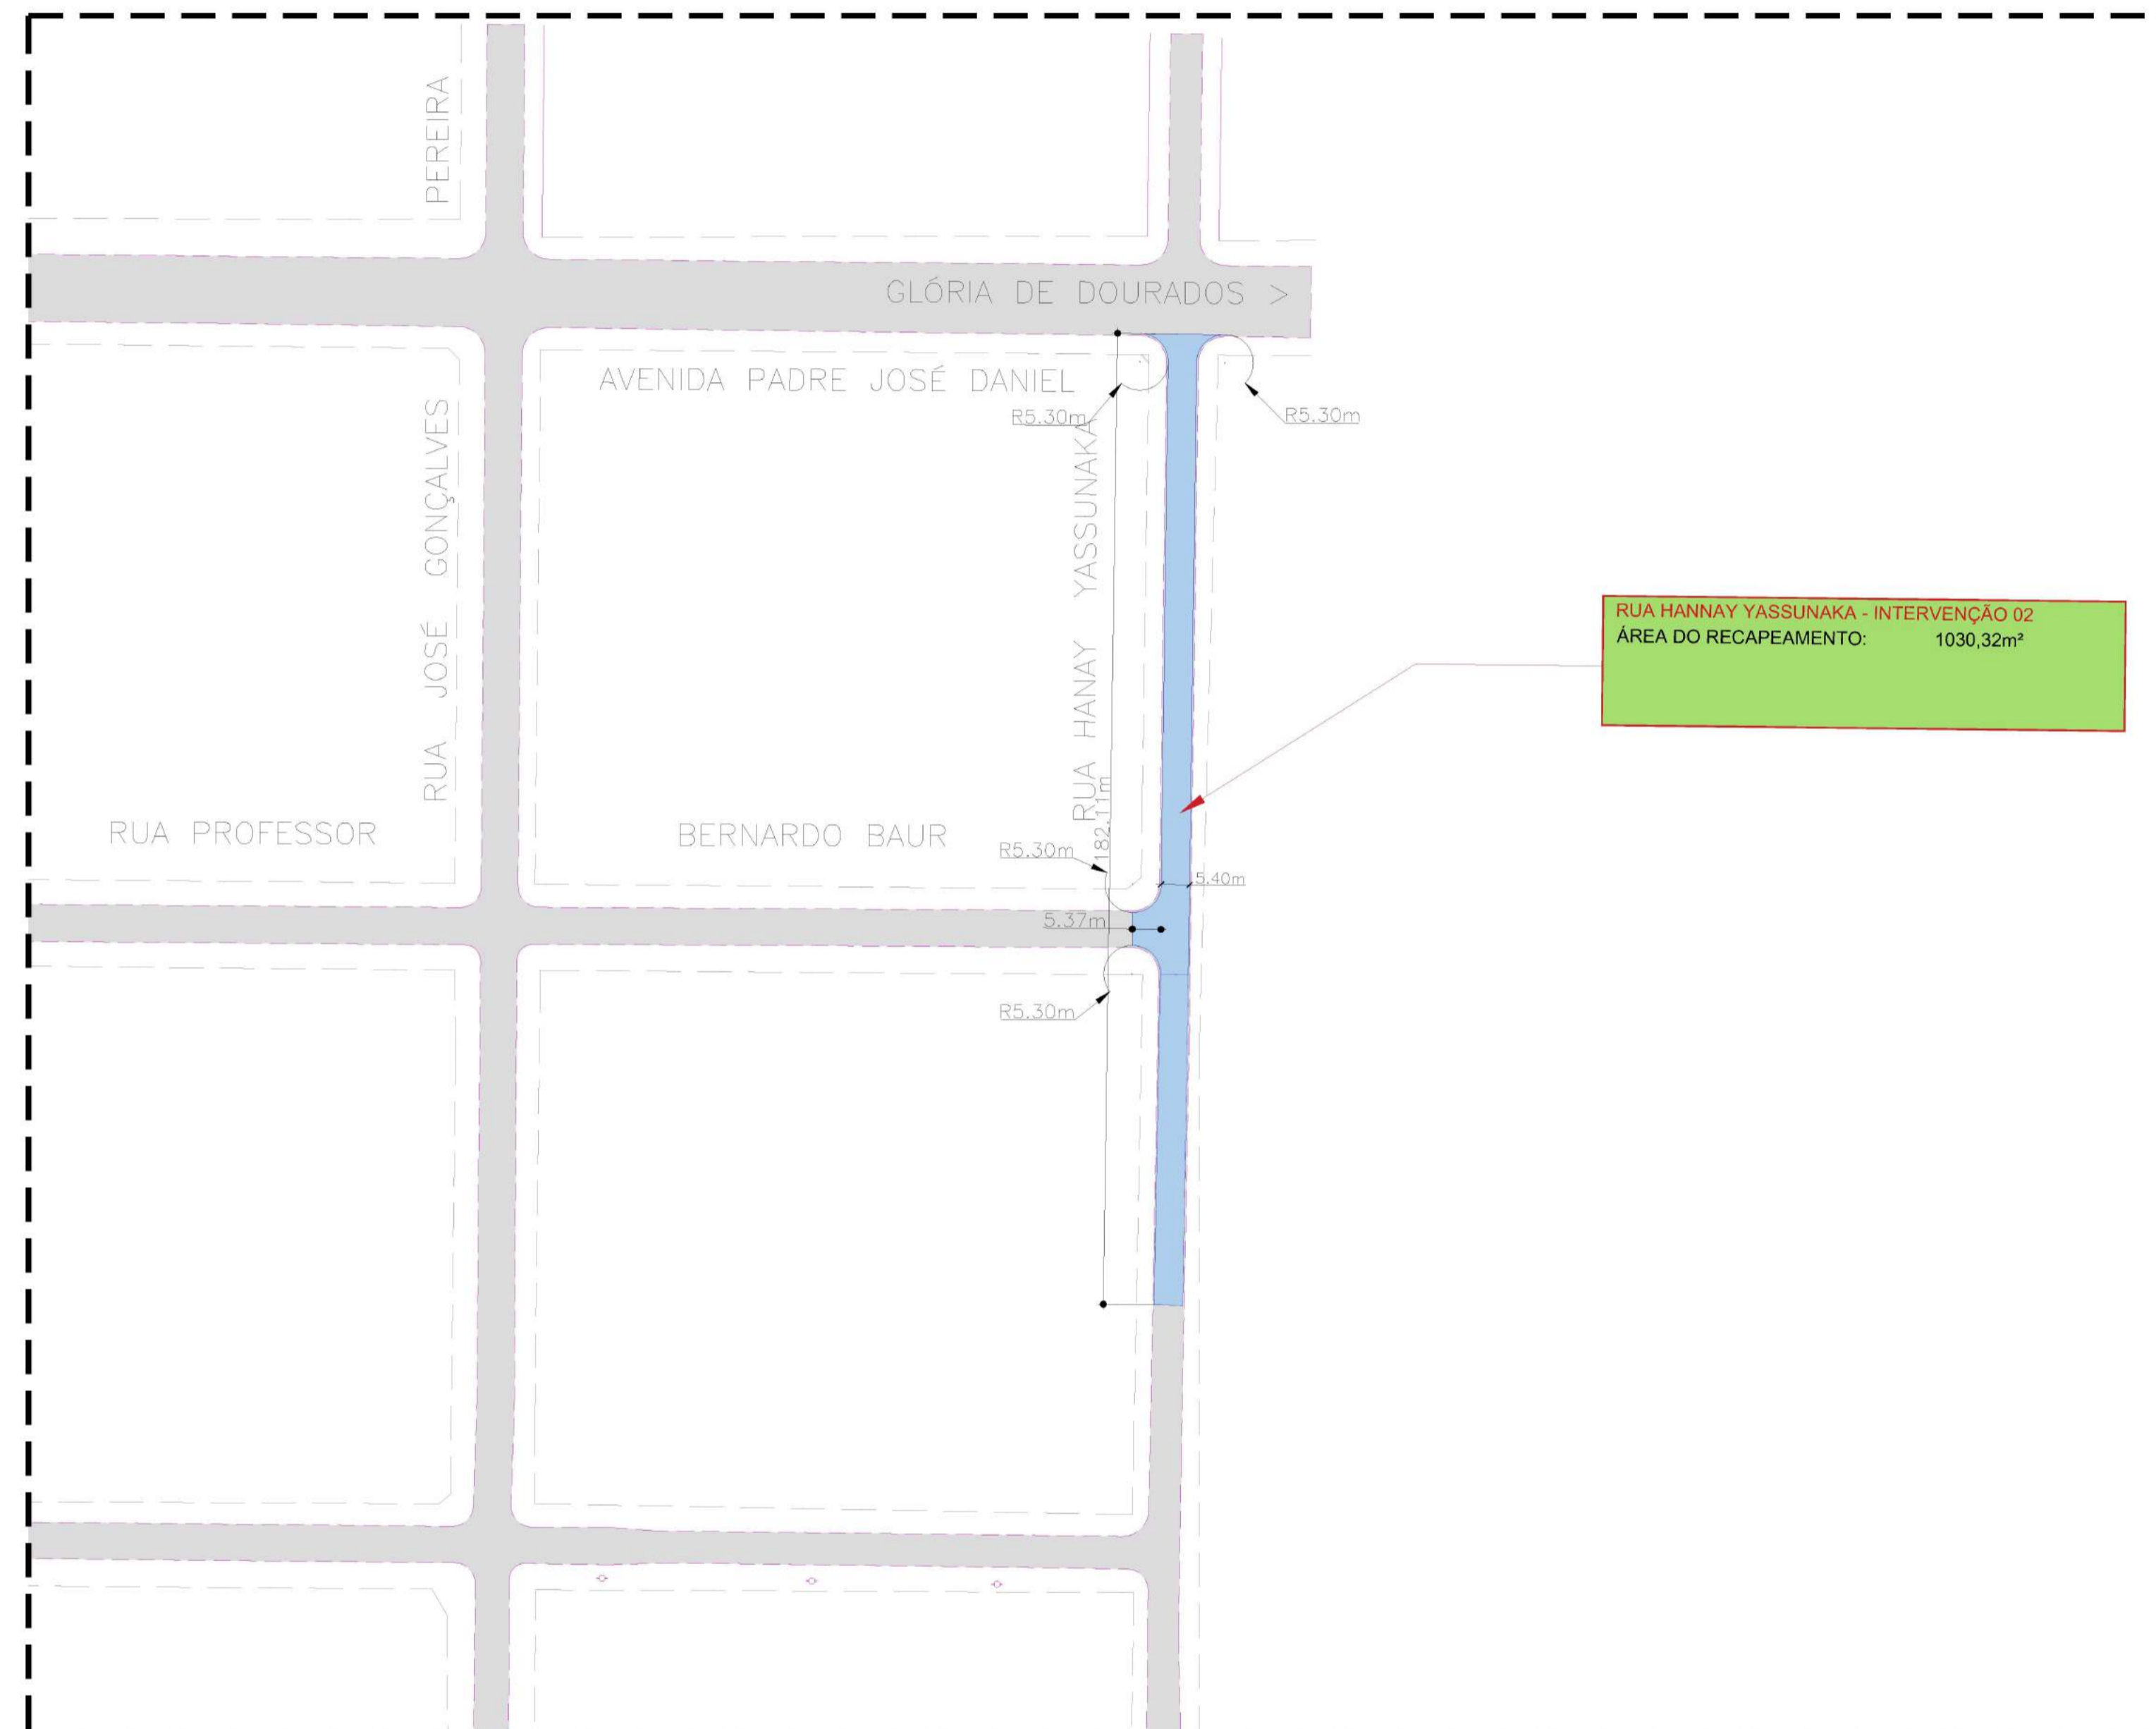 PEREIRA
GLÓRIA DE DOURADOS >
AVENIDA PADRE JOSÉ DANIEL
R5.30m
R5.30m
RUA JOSÉ GONÇALVES
RUA HANAY YASSUNAKA
RUA HANNAY YASSUNAKA - INTERVENÇÃO 02
ÁREA DO RECAPEAMENTO: 1030,32m²
182.11m
RUA PROFESSOR
BERNARDO BAUR
R5.30m
5.40m
5.37m
R5.30m